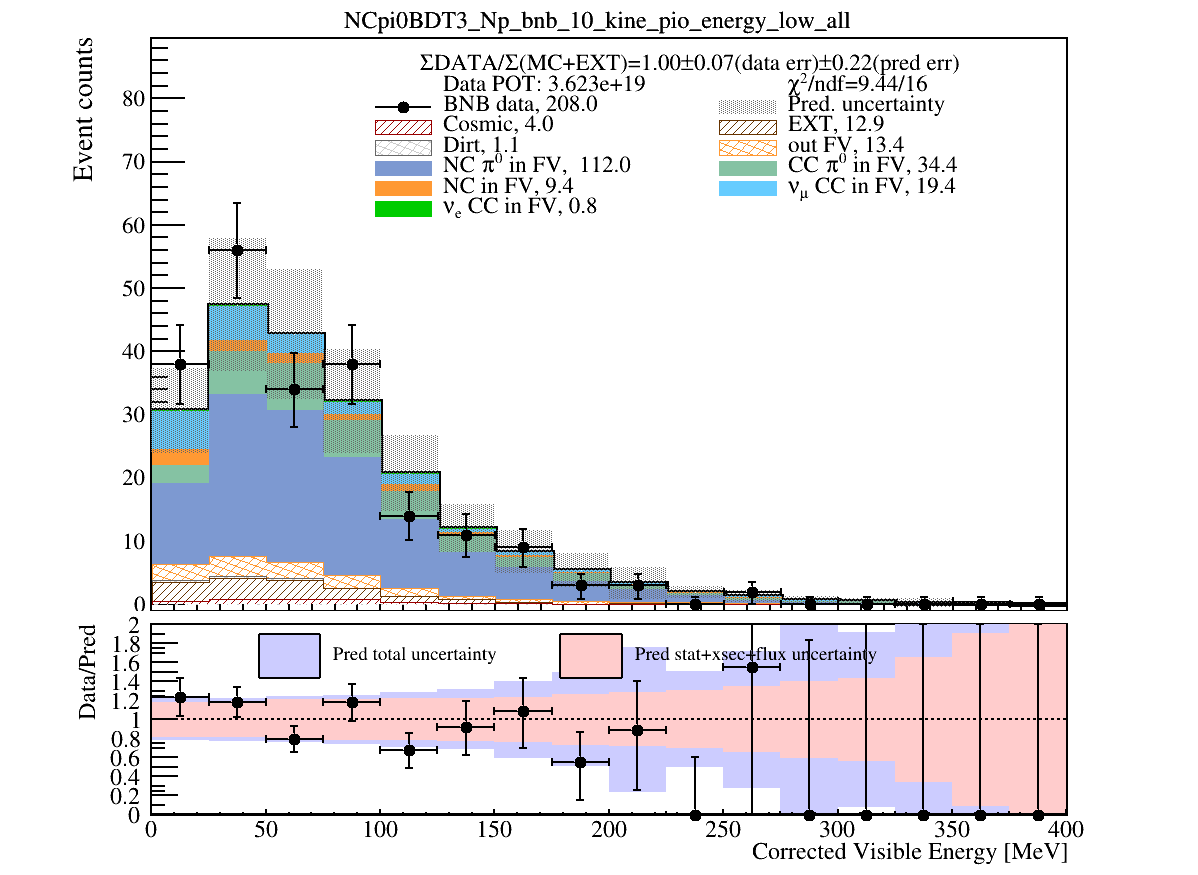 NCpi0BDT3_Np_bnb_10_kine_pio_energy_low_all
ΣDATA/Σ(MC+EXT)=1.00±0.07(data err)±0.22(pred err)
Data POT: 3.623e+19 χ²/ndf=9.44/16
BNB data, 208.0 Pred. uncertainty
Cosmic, 4.0 EXT, 12.9
Dirt, 1.1 out FV, 13.4
NC π⁰ in FV, 112.0 CC π⁰ in FV, 34.4
NC in FV, 9.4 νμ CC in FV, 19.4
νe CC in FV, 0.8
Event counts
80
70
60
50
40
30
20
10
0
Pred total uncertainty Pred stat+xsec+flux uncertainty
Data/Pred
2
1.8
1.6
1.4
1.2
1
0.8
0.6
0.4
0.2
0
0 50 100 150 200 250 300 350 400
Corrected Visible Energy [MeV]